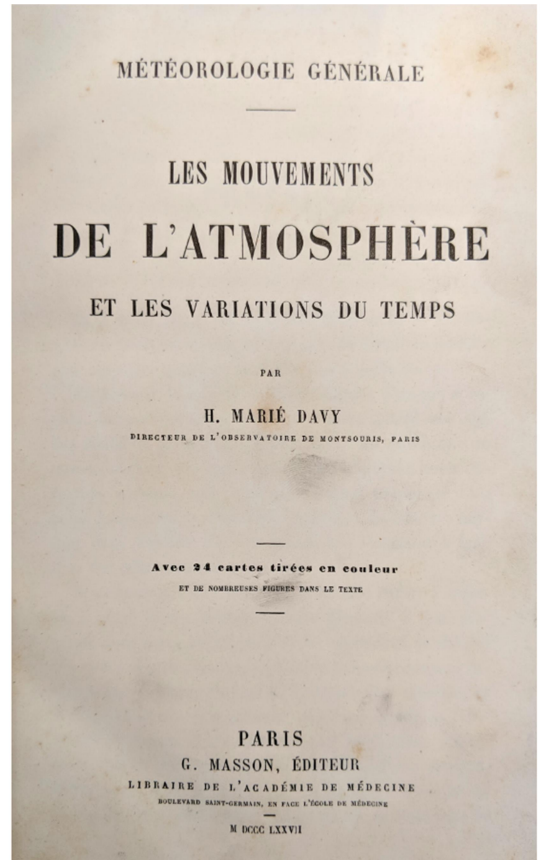 MÉTÉOROLOGIE GÉNÉRALE
LES MOUVEMENTS
DE L'ATMOSPHÈRE
ET LES VARIATIONS DU TEMPS
PAR
H. MARIÉ DAVY
DIRECTEUR DE L'OBSERVATOIRE DE MONTSOURIS, PARIS
Avec 24 cartes tirées en couleur
ET DE NOMBREUSES FIGURES DANS LE TEXTE
PARIS
G. MASSON, ÉDITEUR
LIBRAIRE DE L'ACADÉMIE DE MÉDECINE
BOULEVARD SAINT-GERMAIN, EN FACE L'ÉCOLE DE MÉDECINE
M DCCC LXXVII